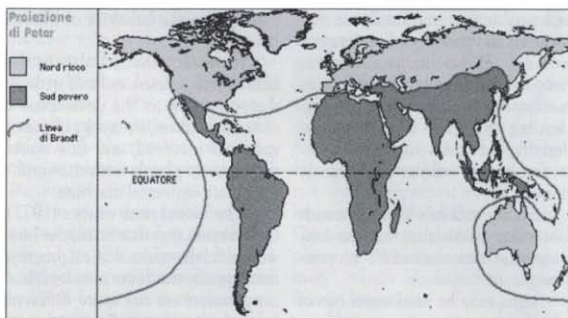 Proiezione
di Peter
Nord ricco
Sud povero
Linea
di Brandt
EQUATORE